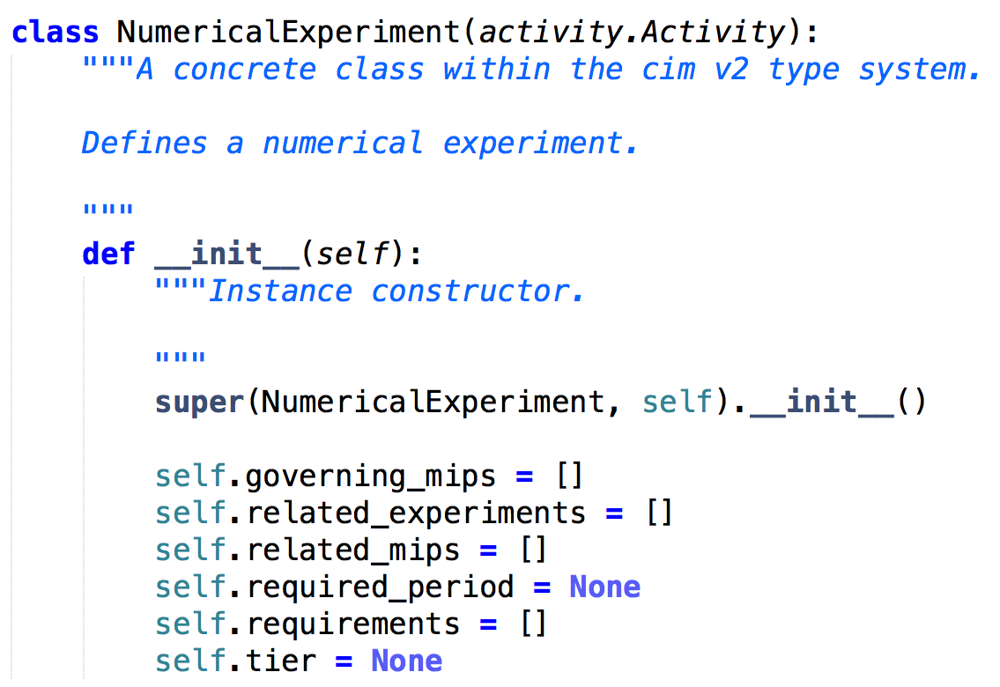 class NumericalExperiment(activity.Activity):
    """A concrete class within the cim v2 type system.

    Defines a numerical experiment.

    """
    def __init__(self):
        """Instance constructor.

        """
        super(NumericalExperiment, self).__init__()

        self.governing_mips = []
        self.related_experiments = []
        self.related_mips = []
        self.required_period = None
        self.requirements = []
        self.tier = None